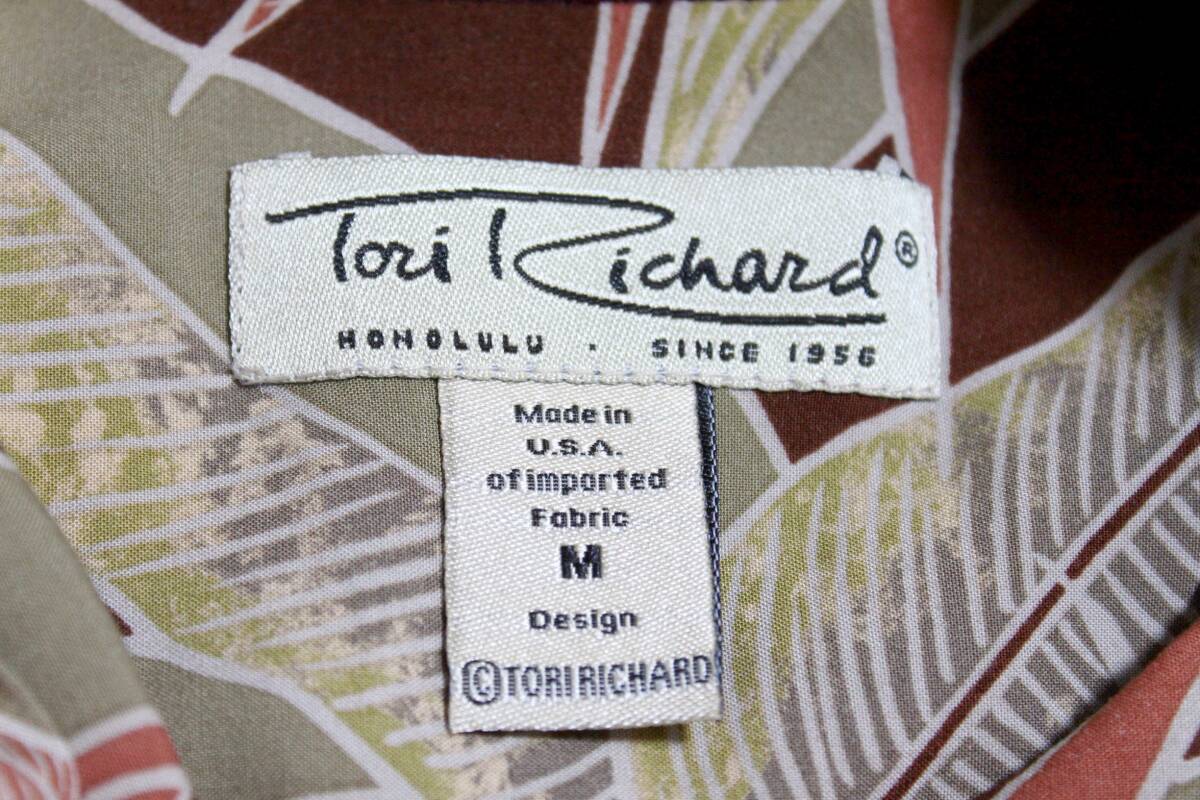 Tori Richard®
HONOLULU · SINCE 1956
Made in
U.S.A.
of imported
Fabric
M
Design
©TORI RICHARD